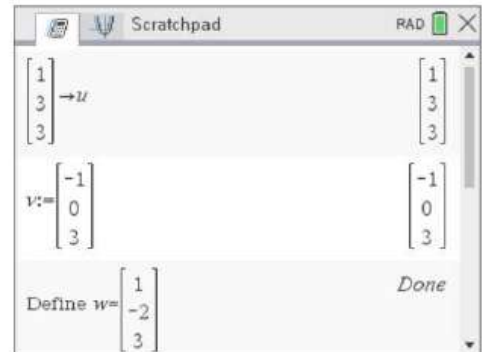 Scratchpad RAD
[1 3 3] →u [1 3 3]
v:= [-1 0 3] [-1 0 3]
Define w= [1 -2 3] Done